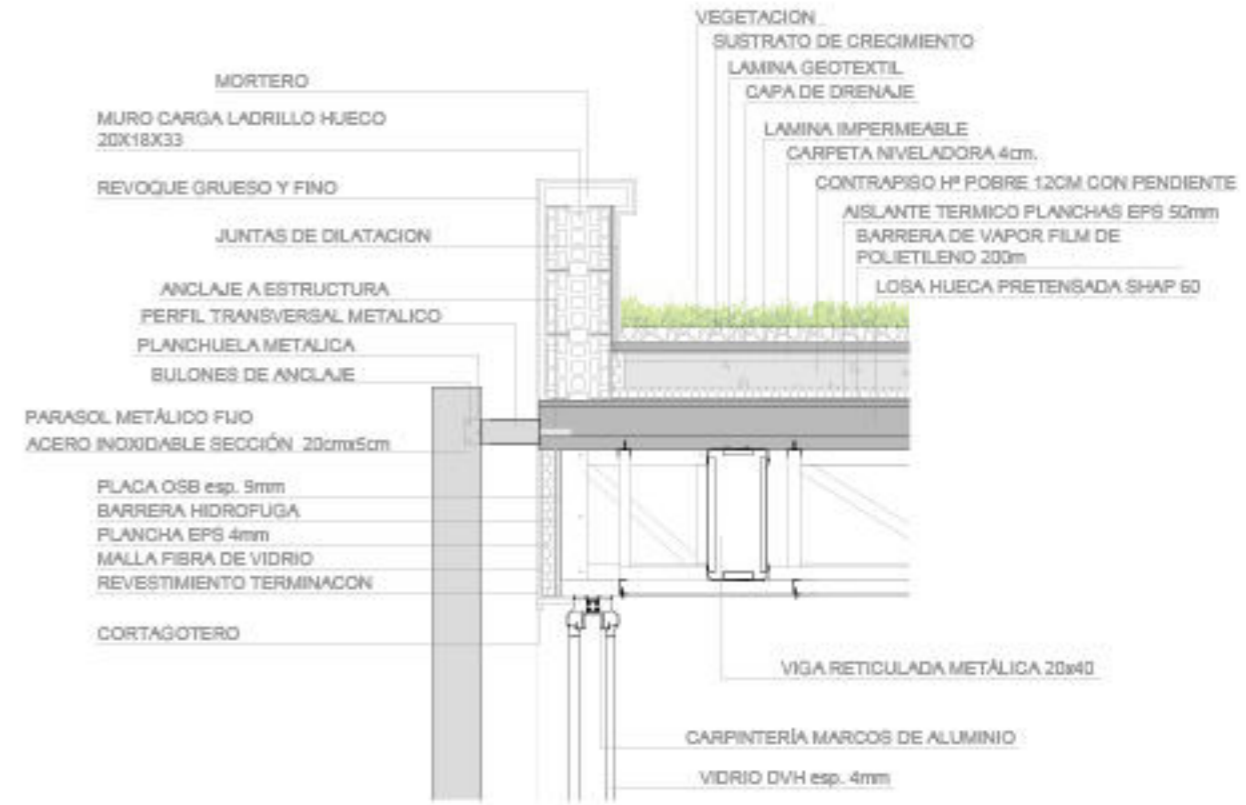 VEGETACION
SUSTRATO DE CRECIMIENTO
LAMINA GEOTEXTIL
CAPA DE DRENAJE
LAMINA IMPERMEABLE
CARPETA NIVELADORA 4cm.
CONTRAPISO Hº POBRE 12CM CON PENDIENTE
AISLANTE TERMICO PLANCHAS EPS 50mm
BARRERA DE VAPOR FILM DE
POLIETILENO 200m
LOSA HUECA PRETENSADA SHAP 60
MORTERO
MURO CARGA LADRILLO HUECO
20X18X33
REVOQUE GRUESO Y FINO
JUNTAS DE DILATACION
ANCLAJE A ESTRUCTURA
PERFIL TRANSVERSAL METALICO
PLANCHUELA METALICA
BULONES DE ANCLAJE
PARASOL METÁLICO FIJO
ACERO INOXIDABLE SECCIÓN 20cmx5cm
PLACA OSB esp. 9mm
BARRERA HIDROFUGA
PLANCHA EPS 4mm
MALLA FIBRA DE VIDRIO
REVESTIMIENTO TERMINACON
CORTAGOTERO
VIGA RETICULADA METÁLICA 20x40
CARPINTERÍA MARCOS DE ALUMINIO
VIDRIO DVH esp. 4mm